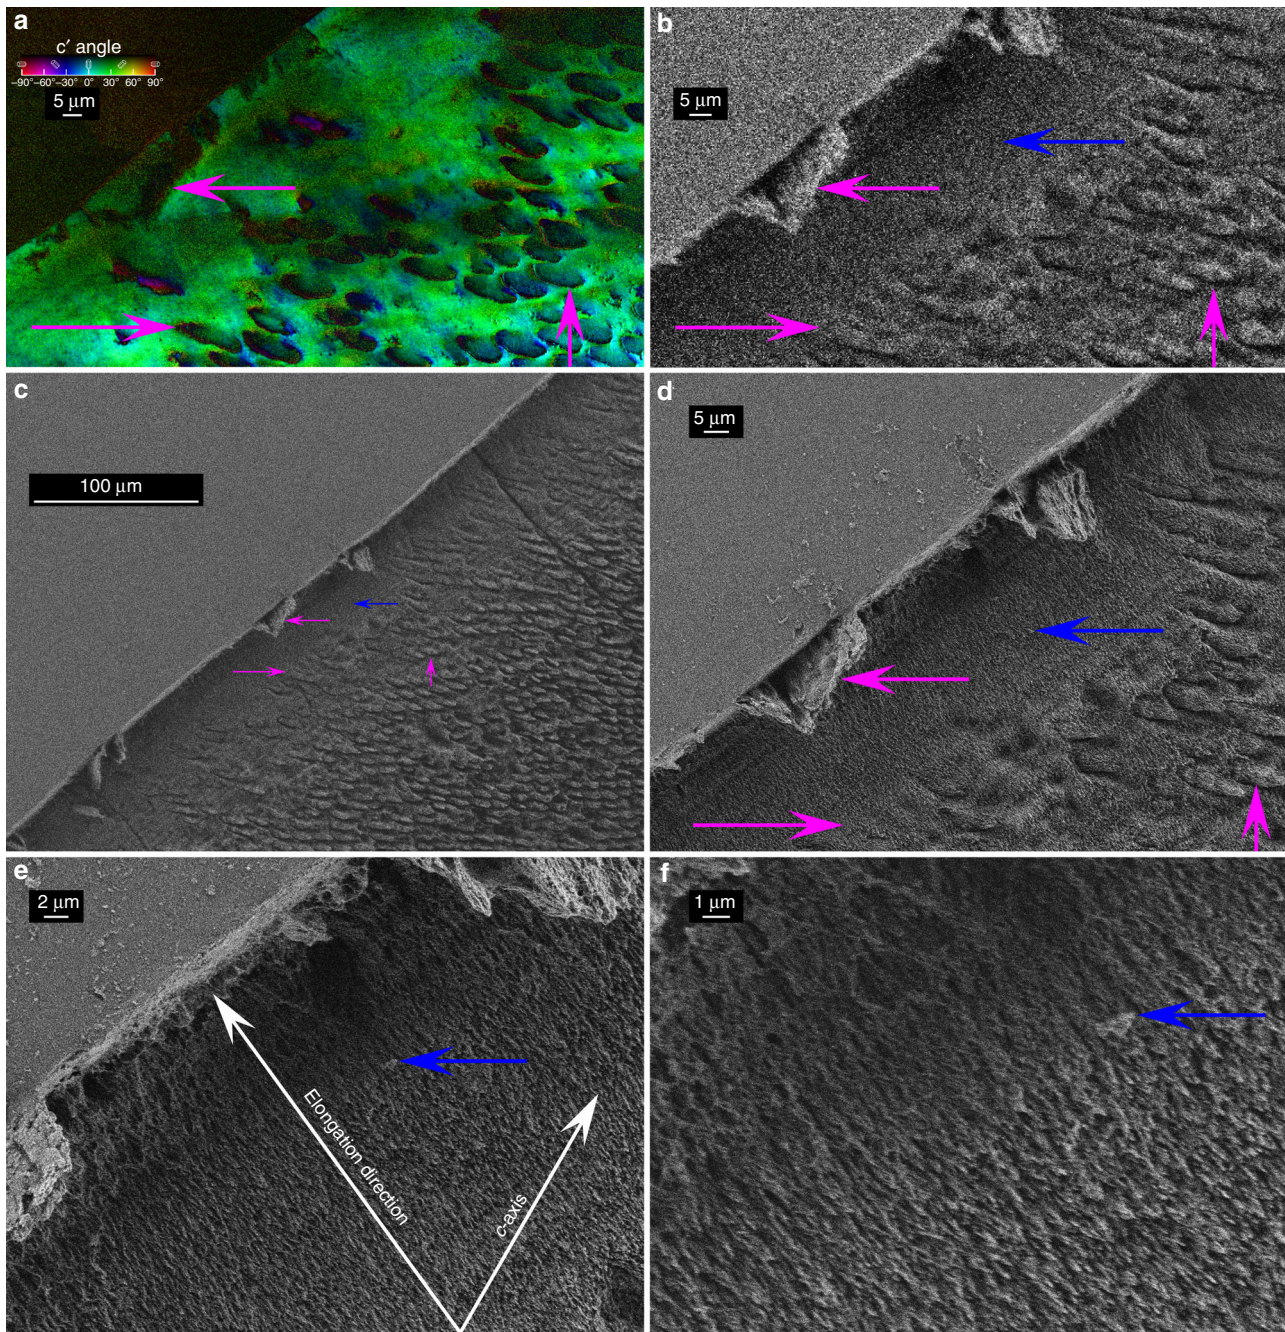 a
c′ angle
−90° −60° −30° 0° 30° 60° 90°
5 μm
b
5 μm
c
100 μm
d
5 μm
e
2 μm
Elongation direction
c-axis
f
1 μm